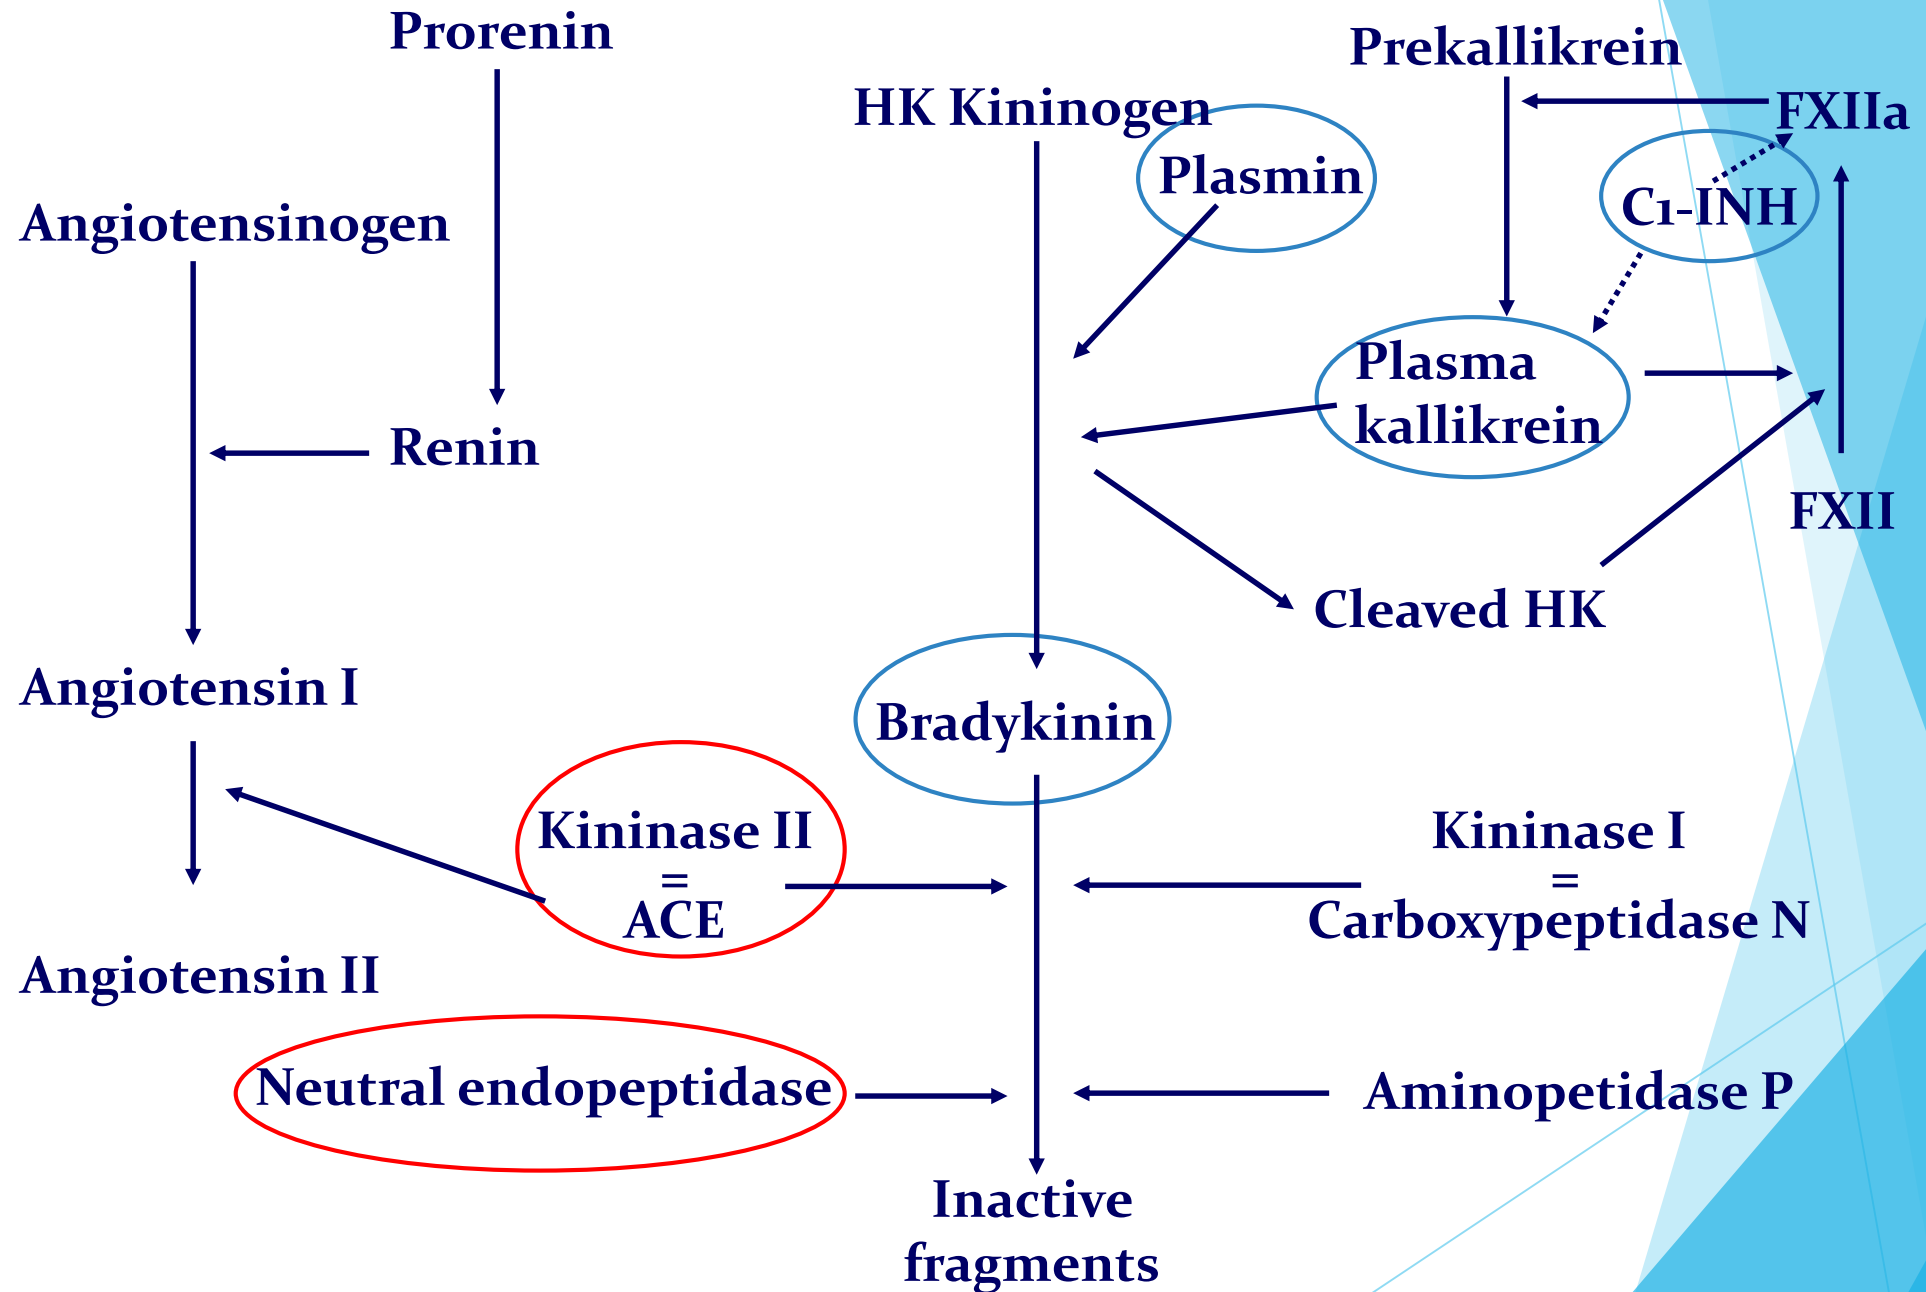 Prorenin
Prekallikrein
HK Kininogen
FXIIa
Plasmin
C1-INH
Angiotensinogen
Plasma
kallikrein
Renin
FXII
Cleaved HK
Angiotensin I
Bradykinin
Kininase II
=
ACE
Kininase I
=
Carboxypeptidase N
Angiotensin II
Neutral endopeptidase
Aminopetidase P
Inactive
fragments